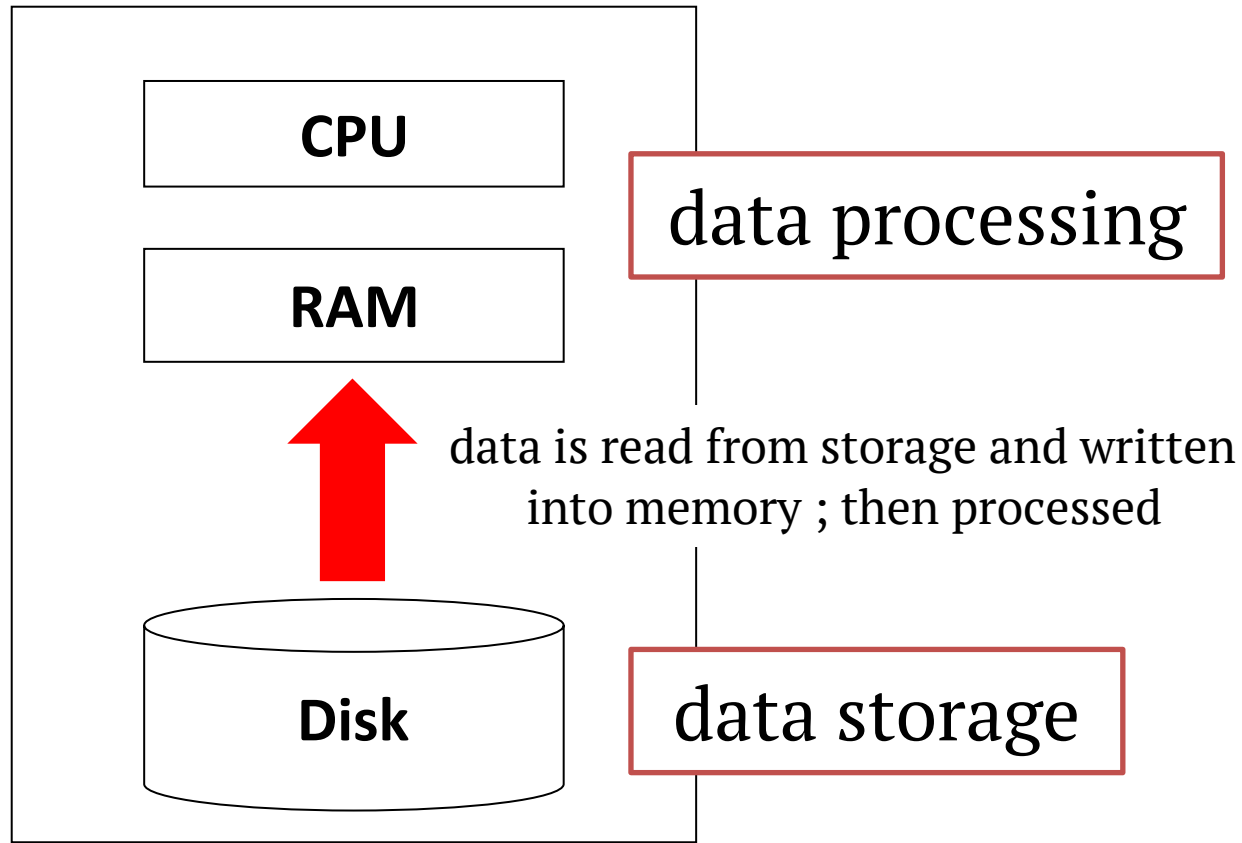 CPU
data processing
RAM
data is read from storage and written
into memory ; then processed
Disk
data storage